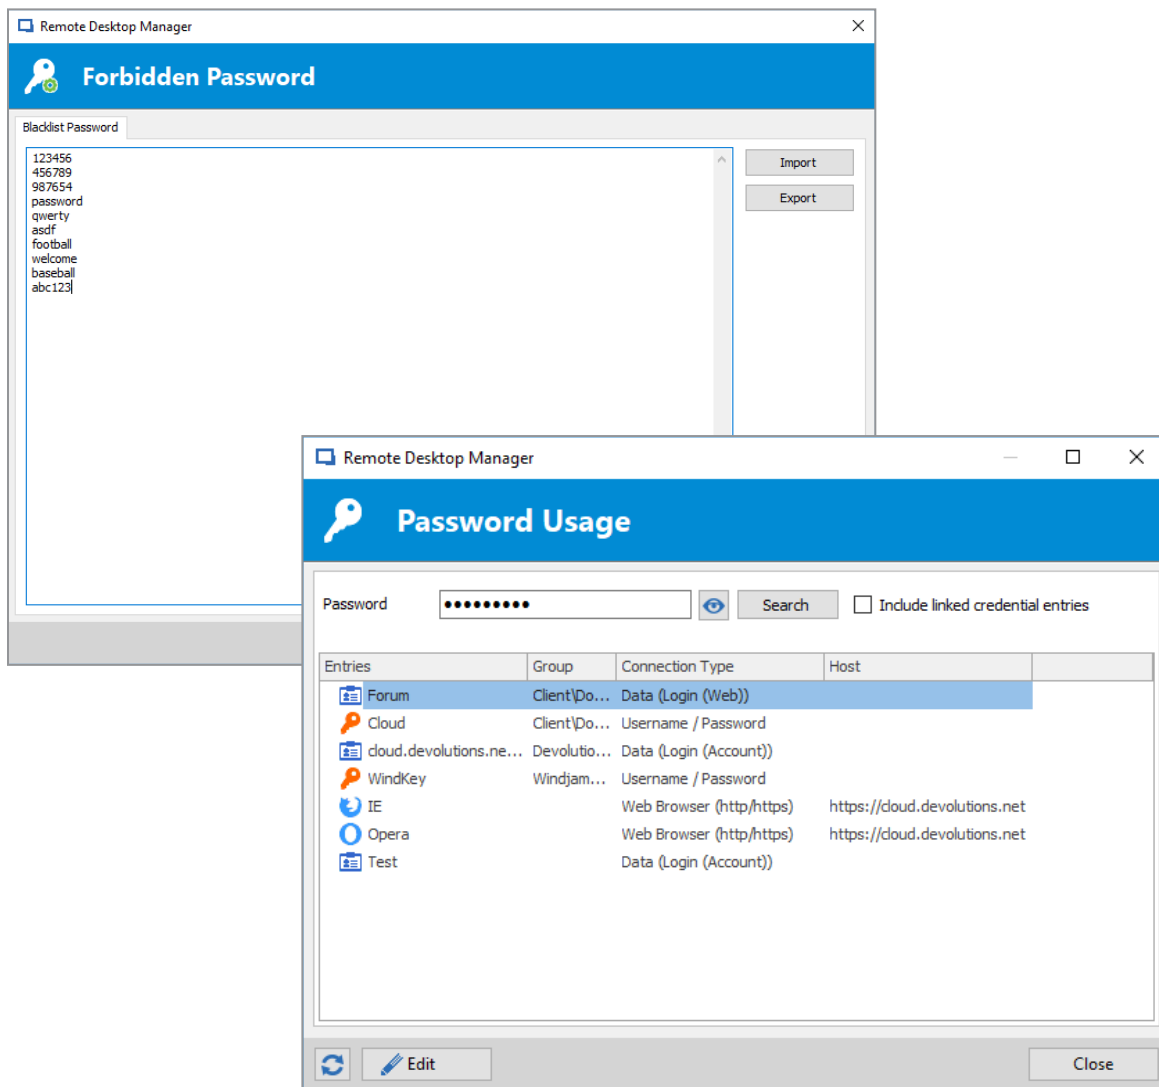 Remote Desktop Manager
Forbidden Password
Blacklist Password
123456
456789
987654
password
qwerty
asdf
football
welcome
baseball
abc123
Import
Export
Remote Desktop Manager
Password Usage
Password ●●●●●●●●● Search Include linked credential entries
Entries Group Connection Type Host
Forum Client\Do... Data (Login (Web))
Cloud Client\Do... Username / Password
cloud.devolutions.ne... Devolutio... Data (Login (Account))
WindKey Windjam... Username / Password
IE Web Browser (http/https) https://cloud.devolutions.net
Opera Web Browser (http/https) https://cloud.devolutions.net
Test Data (Login (Account))
Edit Close